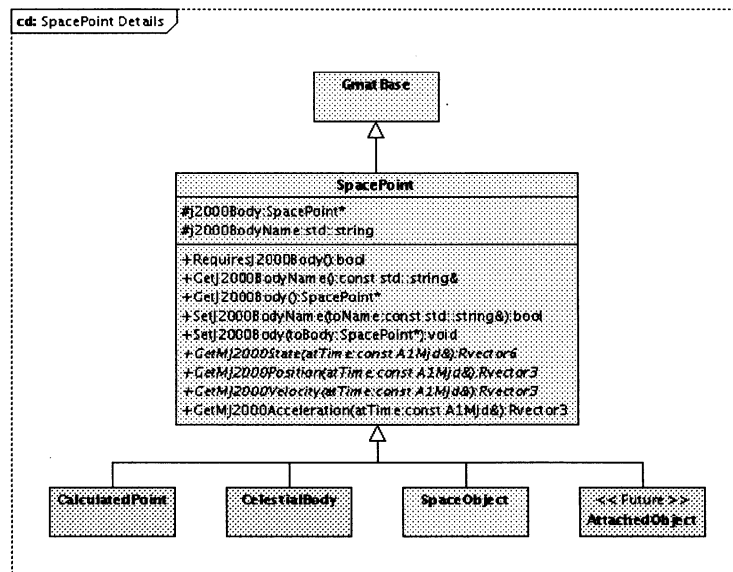 cd: SpacePoint Details
GmatBase
SpacePoint
#j2000Body:SpacePoint*
#j2000BodyName:std::string
+RequiresJ2000Body():bool
+GetJ2000BodyName():const std::string&
+GetJ2000Body():SpacePoint*
+SetJ2000BodyName(toName:const std::string&):bool
+SetJ2000Body(toBody:SpacePoint*):void
+GetMJ2000State(atTime:const A1Mjd&):Rvector6
+GetMJ2000Position(atTime:const A1Mjd&):Rvector3
+GetMJ2000Velocity(atTime:const A1Mjd&):Rvector3
+GetMJ2000Acceleration(atTime:const A1Mjd&):Rvector3
CalculatedPoint
CelestialBody
SpaceObject
<< Future >>
AttachedObject